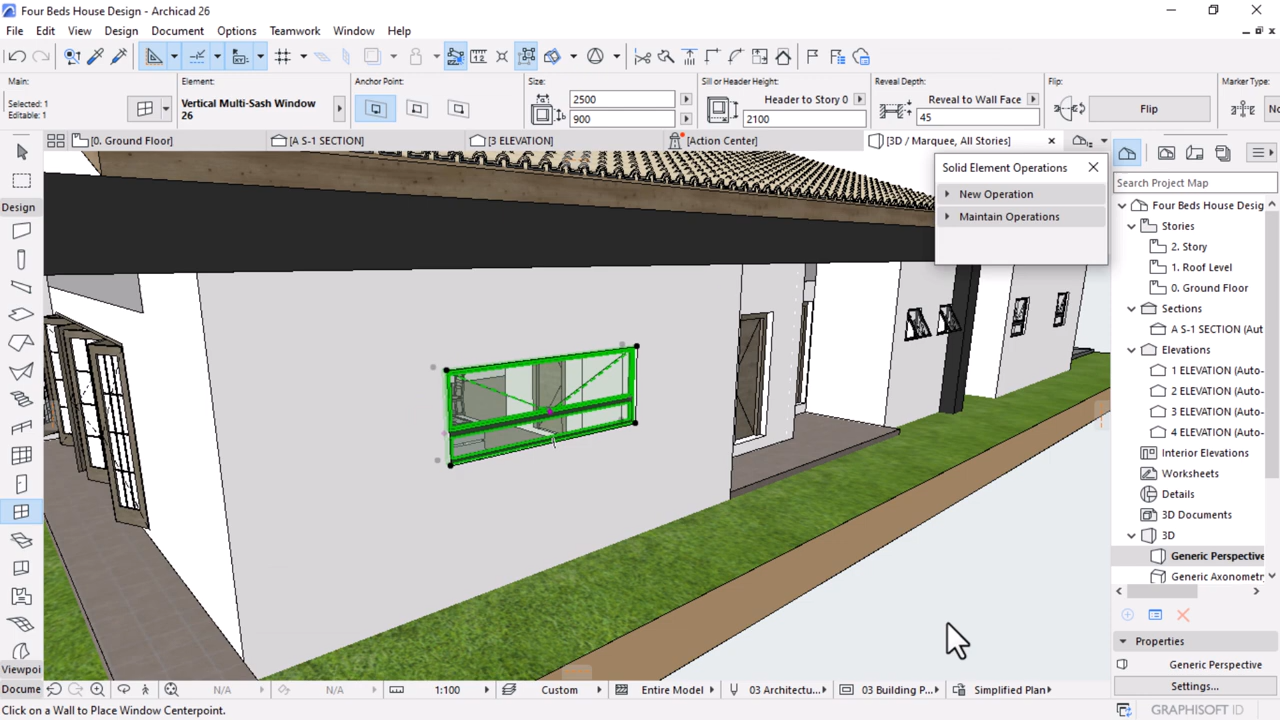 Four Beds House Design - Archicad 26
File Edit View Design Document Options Teamwork Window Help
Main: Element: Anchor Point: Size: Sill or Header Height: Reveal Depth: Flip: Marker Type:
Selected: 1
Editable: 1
Vertical Multi-Sash Window
26
2500
900
Header to Story 0
2100
Reveal to Wall Face
45
Flip
[0. Ground Floor] [A S-1 SECTION] [3 ELEVATION] [Action Center] [3D / Marquee, All Stories]
Solid Element Operations
New Operation
Maintain Operations
Search Project Map
Four Beds House Desig
Stories
2. Story
1. Roof Level
0. Ground Floor
Sections
A S-1 SECTION (Aut
Elevations
1 ELEVATION (Auto-
2 ELEVATION (Auto-
3 ELEVATION (Auto-
4 ELEVATION (Auto-
Interior Elevations
Worksheets
Details
3D Documents
3D
Generic Perspective
Generic Axonometr
Properties
Generic Perspective
Settings...
Design
Viewpoi
Docume
N/A N/A 1:100 Custom Entire Model 03 Architectu... 03 Building P... Simplified Plan
Click on a Wall to Place Window Centerpoint.
GRAPHISOFT ID